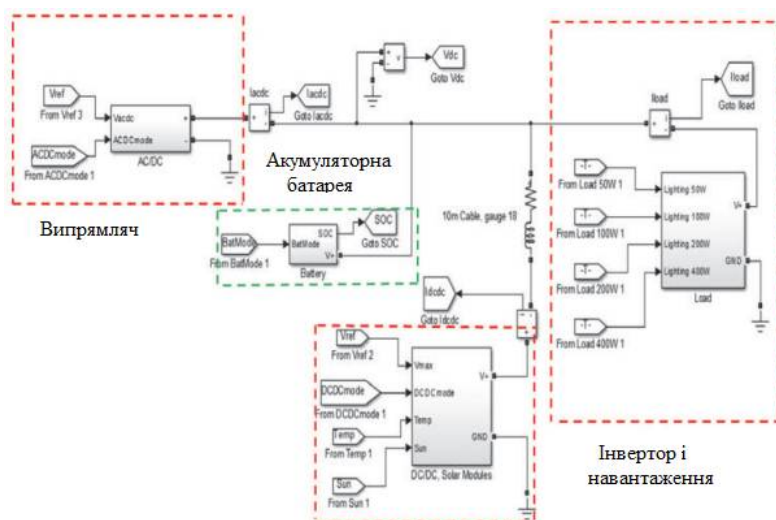 Vref
From Vref 3
ACDCmode
From ACDCmode 1
Vacdc
ACDCmode
+
-
AC/DC
Випрямляч
Iacdc
+
i
-
Iacdc
Goto Iacdc
+
-
v
Vdc
Goto Vdc
Акумуляторна
батарея
BatMode
From BatMode 1
BatMode
SOC
V+
Battery
SOC
Goto SOC
10m Cable, gauge 18
Idcdc
Goto Idcdc
-
+
Vref
From Vref 2
DCDCmode
From DCDCmode 1
Temp
From Temp 1
Sun
From Sun 1
Vmax
DCDCmode
Temp
Sun
V+
GND
DC/DC, Solar Modules
Iload
+
i
-
Iload
Goto Iload
-T-
From Load 50W 1
-T-
From Load 100W 1
-T-
From Load 200W 1
-T-
From Load 400W 1
Lighting 50W
Lighting 100W
Lighting 200W
Lighting 400W
V+
GND
Load
Інвертор і
навантаження